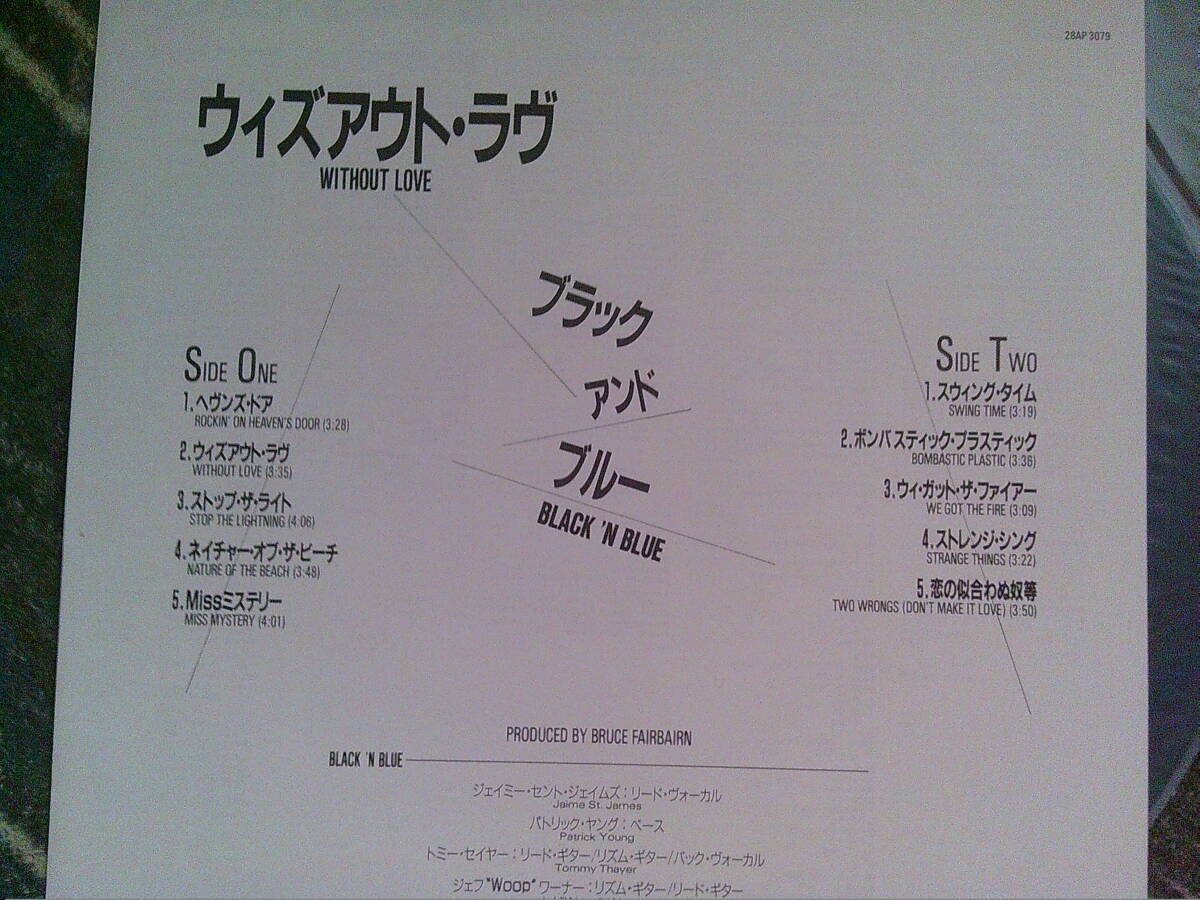 28AP 3079
ウィズアウト・ラヴ
WITHOUT LOVE
ブラック
アンド
ブルー
BLACK 'N BLUE
SIDE ONE
1.ヘヴンズ・ドア
ROCKIN' ON HEAVEN'S DOOR (3:28)
2.ウィズアウト・ラヴ
WITHOUT LOVE (3:35)
3.ストップ・ザ・ライト
STOP THE LIGHTNING (4:06)
4.ネイチャー・オブ・ザ・ビーチ
NATURE OF THE BEACH (3:48)
5.Missミステリー
MISS MYSTERY (4:01)
SIDE TWO
1.スウィング・タイム
SWING TIME (3:19)
2.ボンバスティック・プラスティック
BOMBASTIC PLASTIC (3:36)
3.ウィ・ガット・ザ・ファイアー
WE GOT THE FIRE (3:09)
4.ストレンジ・シング
STRANGE THINGS (3:22)
5.恋の似合わぬ奴等
TWO WRONGS (DON'T MAKE IT LOVE) (3:50)
PRODUCED BY BRUCE FAIRBAIRN
BLACK 'N BLUE
ジェイミー・セント・ジェイムズ：リード・ヴォーカル
Jaime St. James
パトリック・ヤング：ベース
Patrick Young
トミー・セイヤー：リード・ギター/リズム・ギター/バック・ヴォーカル
Tommy Thayer
ジェフ"Woop"ワーナー：リズム・ギター/リード・ギター